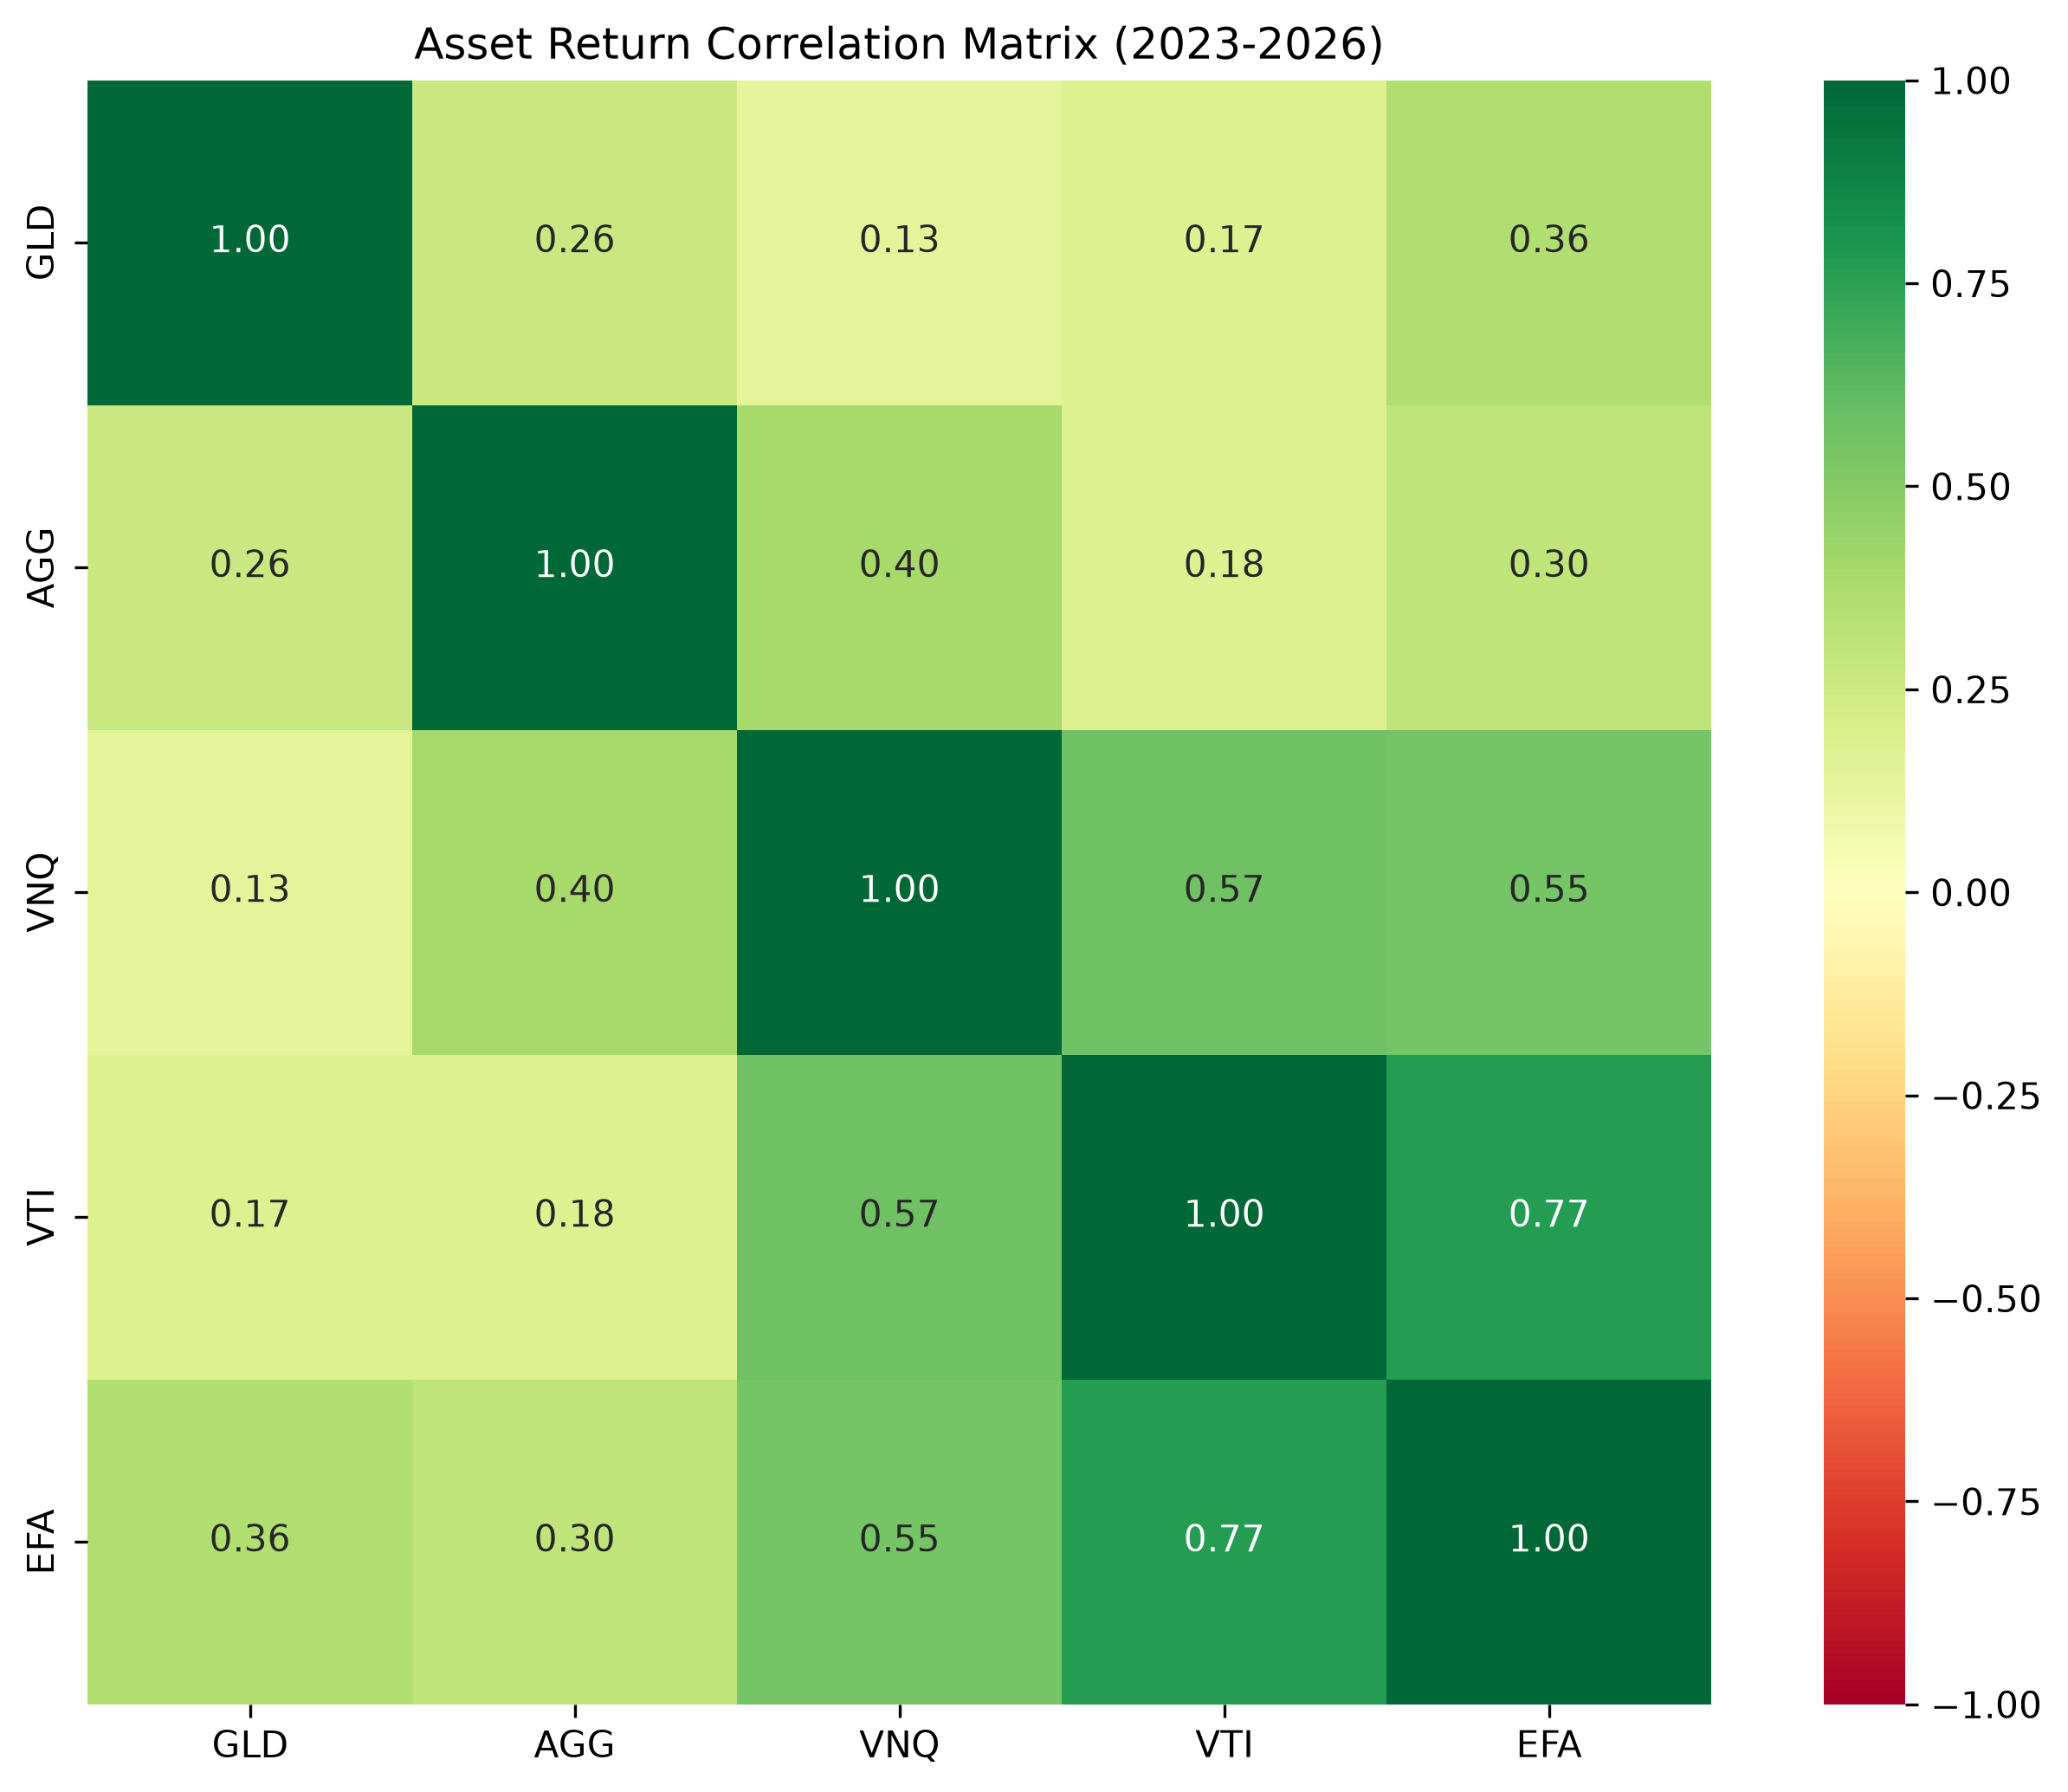 Asset Return Correlation Matrix (2023-2026)
GLD 1.00 0.26 0.13 0.17 0.36
AGG 0.26 1.00 0.40 0.18 0.30
VNQ 0.13 0.40 1.00 0.57 0.55
VTI 0.17 0.18 0.57 1.00 0.77
EFA 0.36 0.30 0.55 0.77 1.00
GLD AGG VNQ VTI EFA
1.00
0.75
0.50
0.25
0.00
−0.25
−0.50
−0.75
−1.00